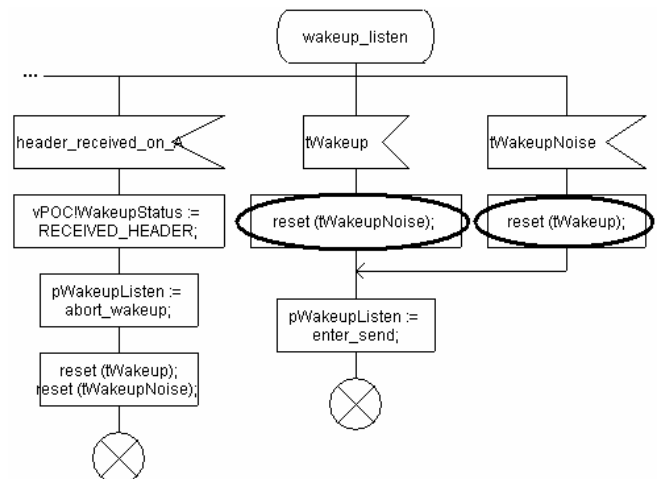 wakeup_listen
...
header_received_on_A
tWakeup
tWakeupNoise
vPOC!WakeupStatus :=
RECEIVED_HEADER;
reset (tWakeupNoise);
reset (tWakeup);
pWakeupListen :=
abort_wakeup;
pWakeupListen :=
enter_send;
reset (tWakeup);
reset (tWakeupNoise);